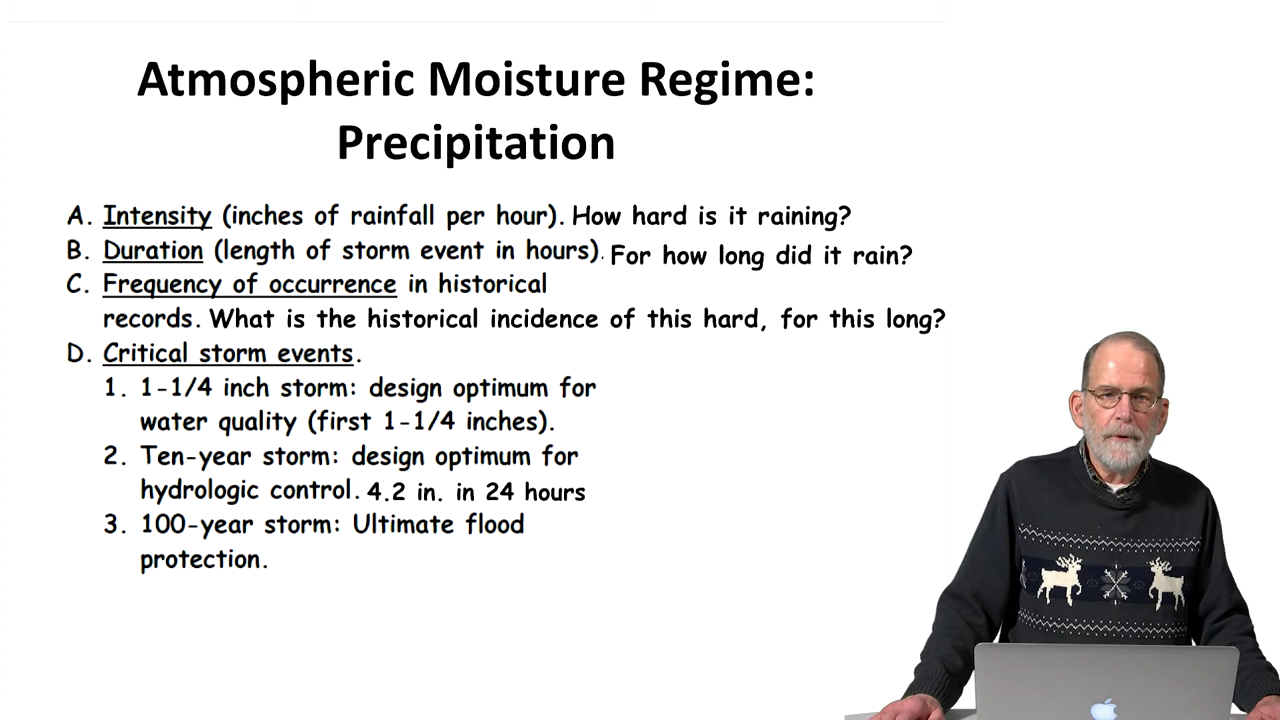 Atmospheric Moisture Regime:
Precipitation
A. Intensity (inches of rainfall per hour). How hard is it raining?
B. Duration (length of storm event in hours). For how long did it rain?
C. Frequency of occurrence in historical
records. What is the historical incidence of this hard, for this long?
D. Critical storm events.
1. 1-1/4 inch storm: design optimum for
water quality (first 1-1/4 inches).
2. Ten-year storm: design optimum for
hydrologic control. 4.2 in. in 24 hours
3. 100-year storm: Ultimate flood
protection.